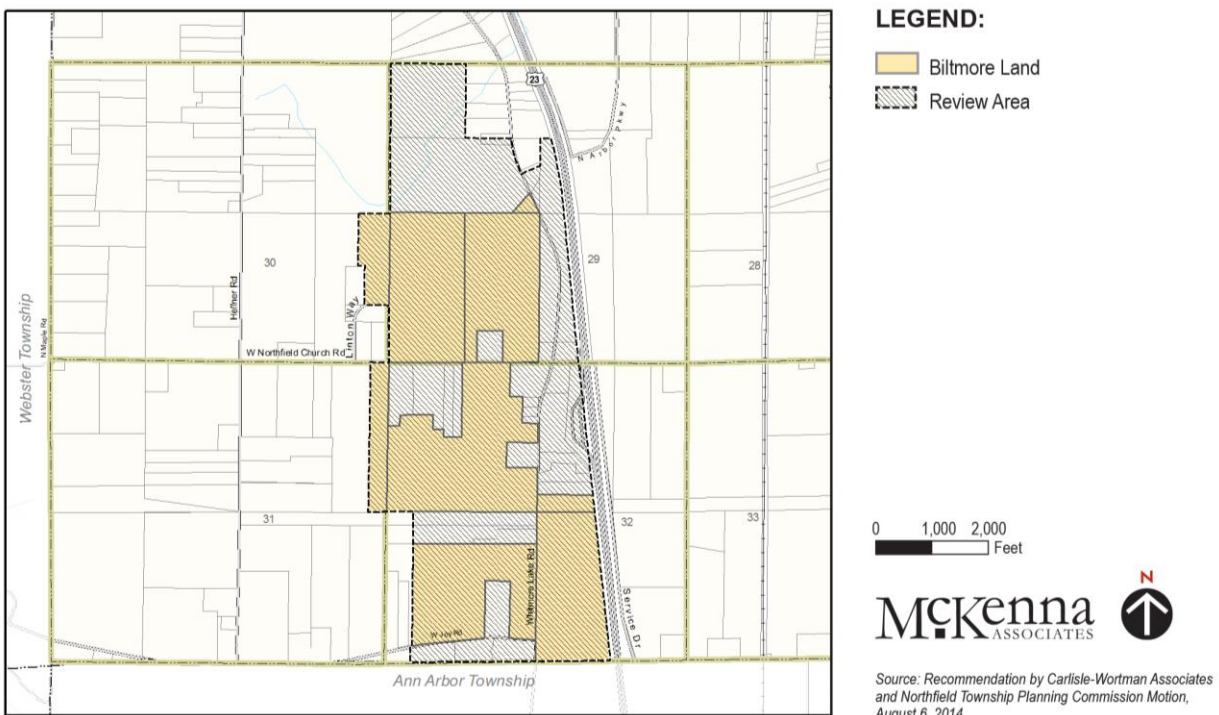 23
N Arbor Pkwy
30
29
28
Heffner Rd
Linton Way
Webster Township
N Maple Rd
W Northfield Church Rd
31
32
33
Whitmore Lake Rd
Service Dr
W Joy Rd
Ann Arbor Township
LEGEND:
Biltmore Land
Review Area
0 1,000 2,000
Feet
N
McKenna
ASSOCIATES
Source: Recommendation by Carlisle-Wortman Associates
and Northfield Township Planning Commission Motion,
August 6, 2014